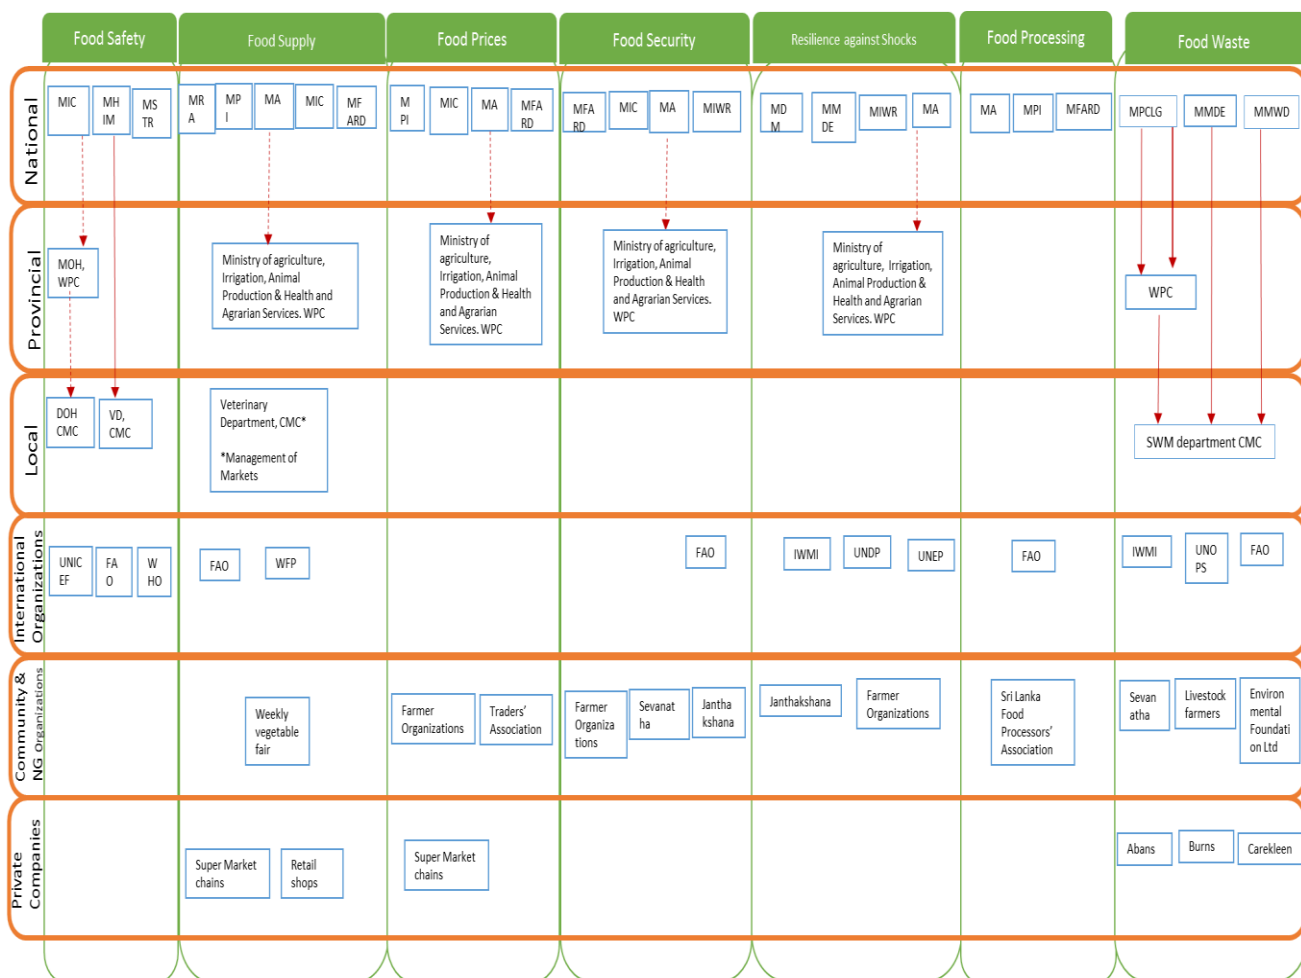 Food Safety
Food Supply
Food Prices
Food Security
Resilience against Shocks
Food Processing
Food Waste
National
MIC
MH
IM
MS
TR
MR
A
MP
I
MA
MIC
MF
ARD
M
PI
MIC
MA
MFA
RD
MFA
RD
MIC
MA
MIWR
MD
M
MM
DE
MIWR
MA
MA
MPI
MFARD
MPCLG
MMDE
MMWD
Provincial
MOH,
WPC
Ministry of agriculture,
Irrigation, Animal
Production & Health and
Agrarian Services. WPC
Ministry of
agriculture,
Irrigation, Animal
Production & Health
and Agrarian
Services. WPC
Ministry of agriculture,
Irrigation, Animal
Production & Health
and Agrarian Services.
WPC
Ministry of
agriculture, Irrigation,
Animal Production &
Health and Agrarian
Services. WPC
WPC
Local
DOH
CMC
VD,
CMC
Veterinary
Department, CMC*
*Management of
Markets
SWM department CMC
International
Organizations
UNIC
EF
FA
O
W
HO
FAO
WFP
FAO
IWMI
UNDP
UNEP
FAO
IWMI
UNO
PS
FAO
Community &
NG Organizations
Weekly
vegetable
fair
Farmer
Organizations
Traders'
Association
Farmer
Organiza
tions
Sevanat
ha
Jantha
kshana
Janthakshana
Farmer
Organizations
Sri Lanka
Food
Processors'
Association
Sevan
atha
Livestock
farmers
Environ
mental
Foundati
on Ltd
Private
Companies
Super Market
chains
Retail
shops
Super Market
chains
Abans
Burns
Carekleen